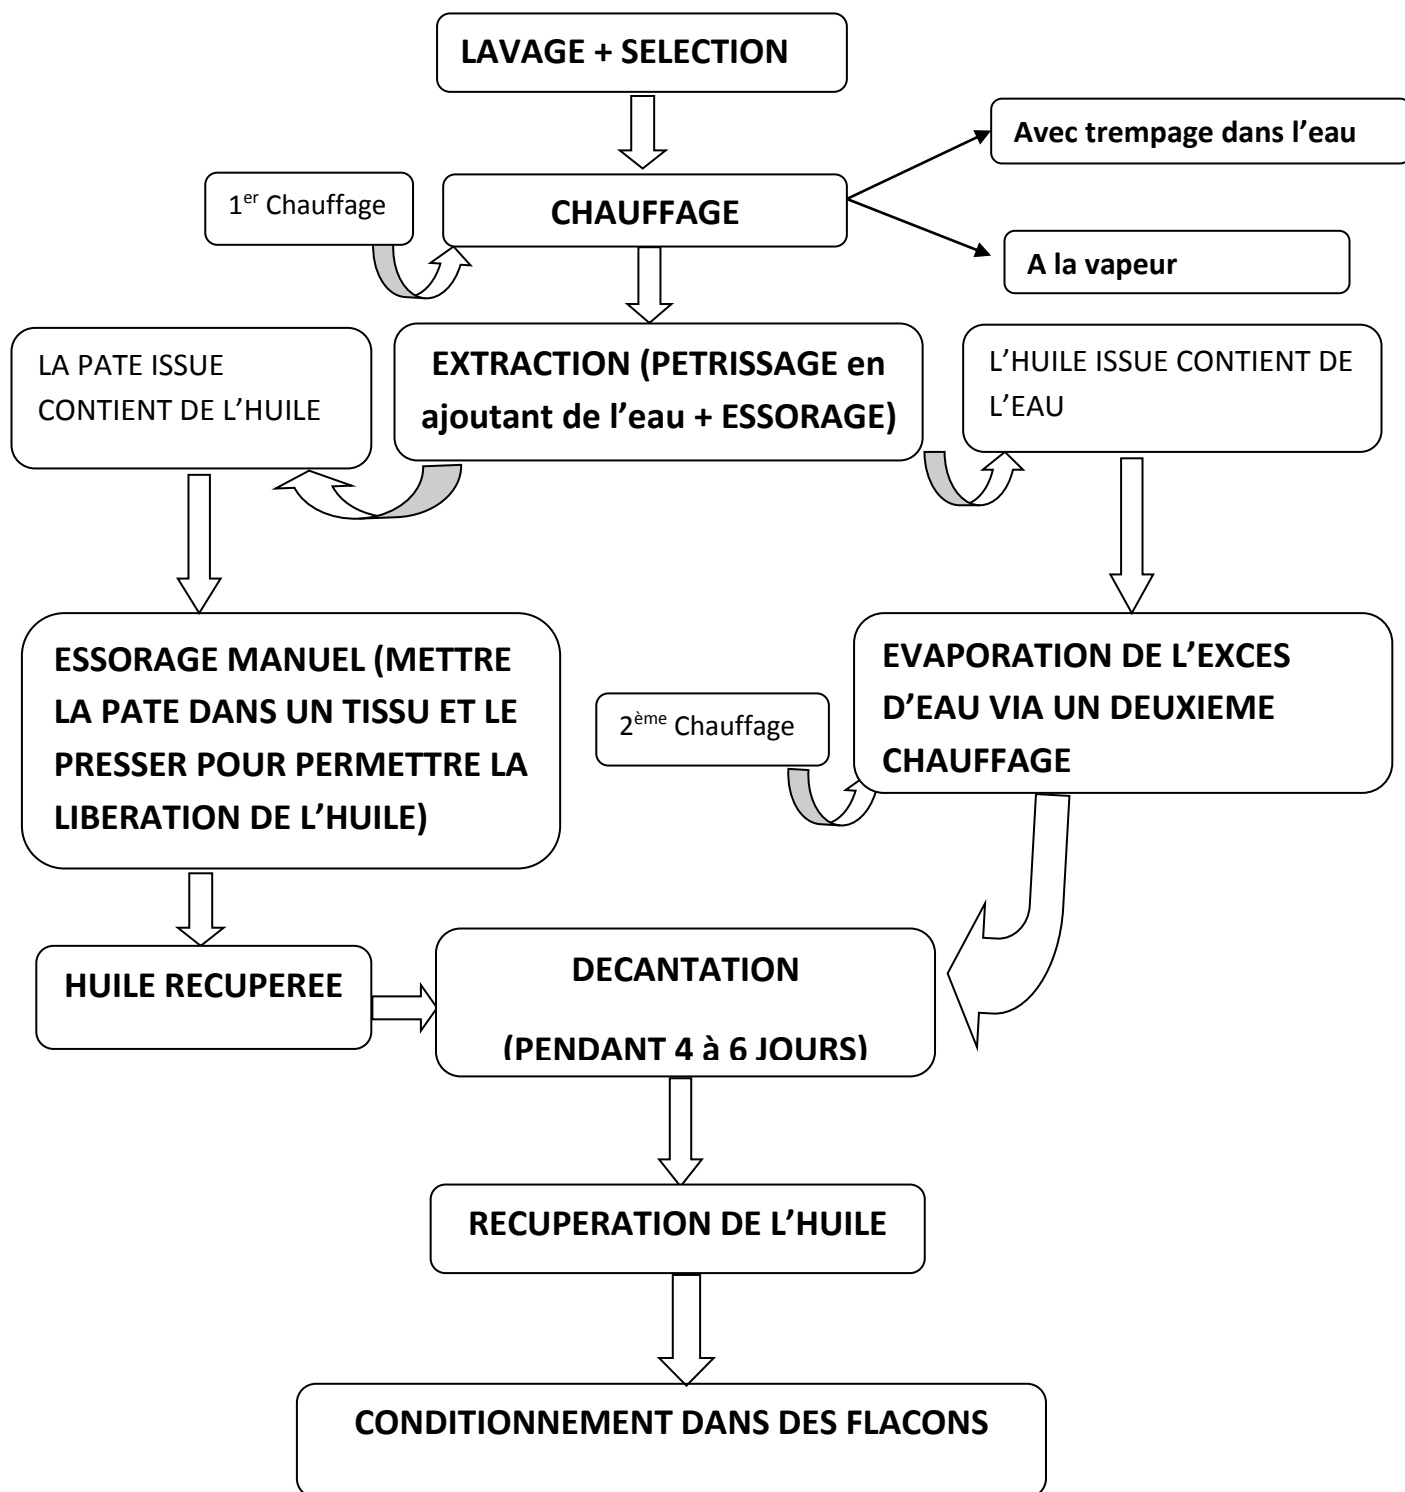 LAVAGE + SELECTION
Avec trempage dans l’eau
1er Chauffage
CHAUFFAGE
A la vapeur
LA PATE ISSUE
CONTIENT DE L’HUILE
EXTRACTION (PETRISSAGE en
ajoutant de l’eau + ESSORAGE)
L’HUILE ISSUE CONTIENT DE
L’EAU
ESSORAGE MANUEL (METTRE
LA PATE DANS UN TISSU ET LE
PRESSER POUR PERMETTRE LA
LIBERATION DE L’HUILE)
2ème Chauffage
EVAPORATION DE L’EXCES
D’EAU VIA UN DEUXIEME
CHAUFFAGE
HUILE RECUPEREE
DECANTATION
(PENDANT 4 à 6 JOURS)
RECUPERATION DE L’HUILE
CONDITIONNEMENT DANS DES FLACONS